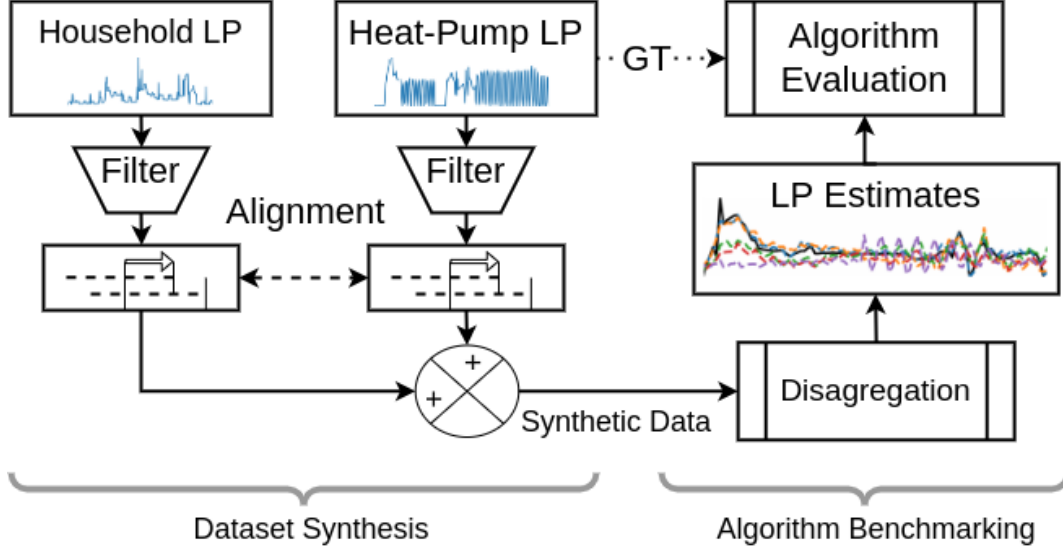 Household LP
Heat-Pump LP
GT
Algorithm
Evaluation
Filter
Filter
Alignment
LP Estimates
+
+
Synthetic Data
Disagregation
Dataset Synthesis
Algorithm Benchmarking